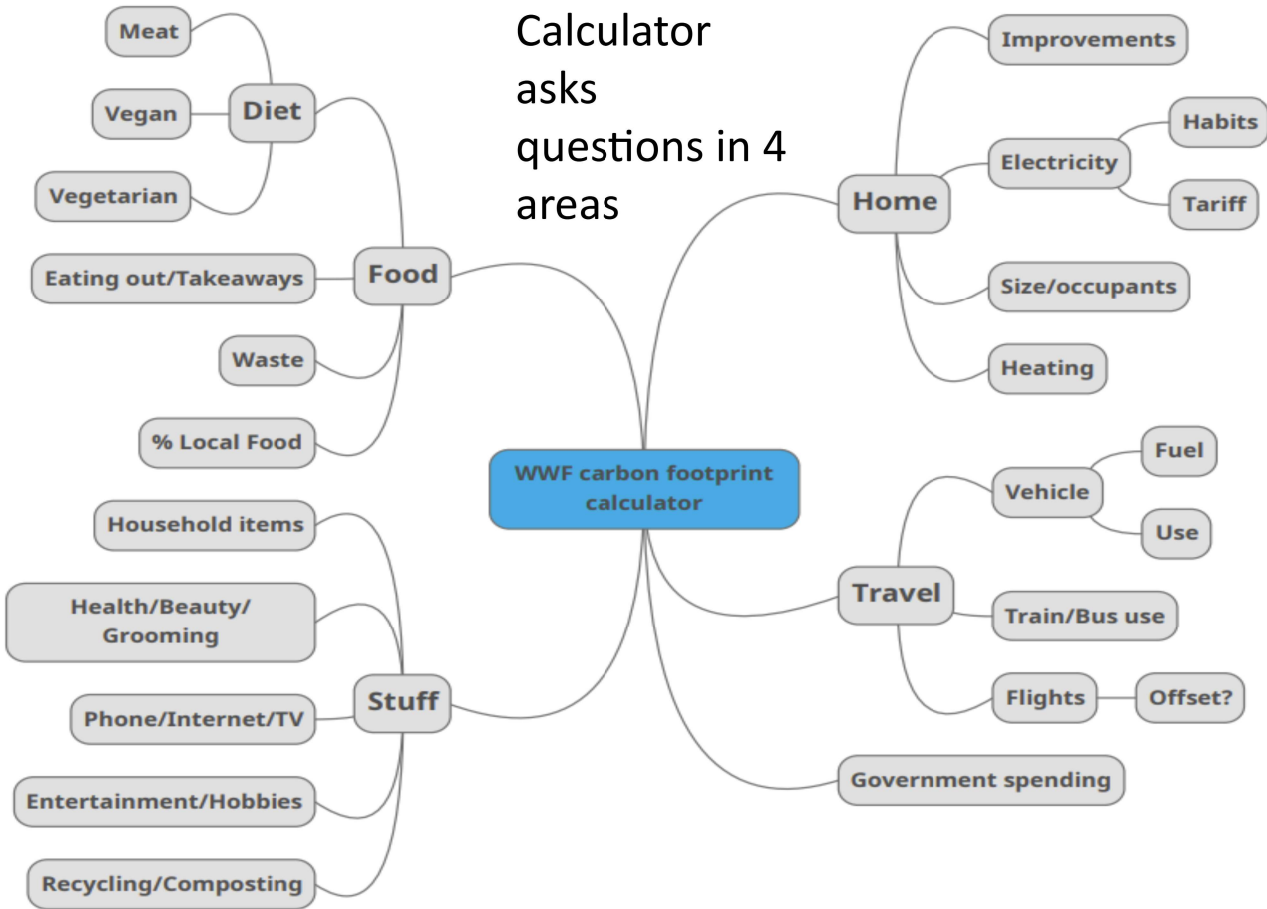 Calculator
asks
questions in 4
areas
WWF carbon footprint
calculator
Food
Diet
Meat
Vegan
Vegetarian
Eating out/Takeaways
Waste
% Local Food
Stuff
Household items
Health/Beauty/
Grooming
Phone/Internet/TV
Entertainment/Hobbies
Recycling/Composting
Home
Improvements
Electricity
Habits
Tariff
Size/occupants
Heating
Travel
Vehicle
Fuel
Use
Train/Bus use
Flights
Offset?
Government spending